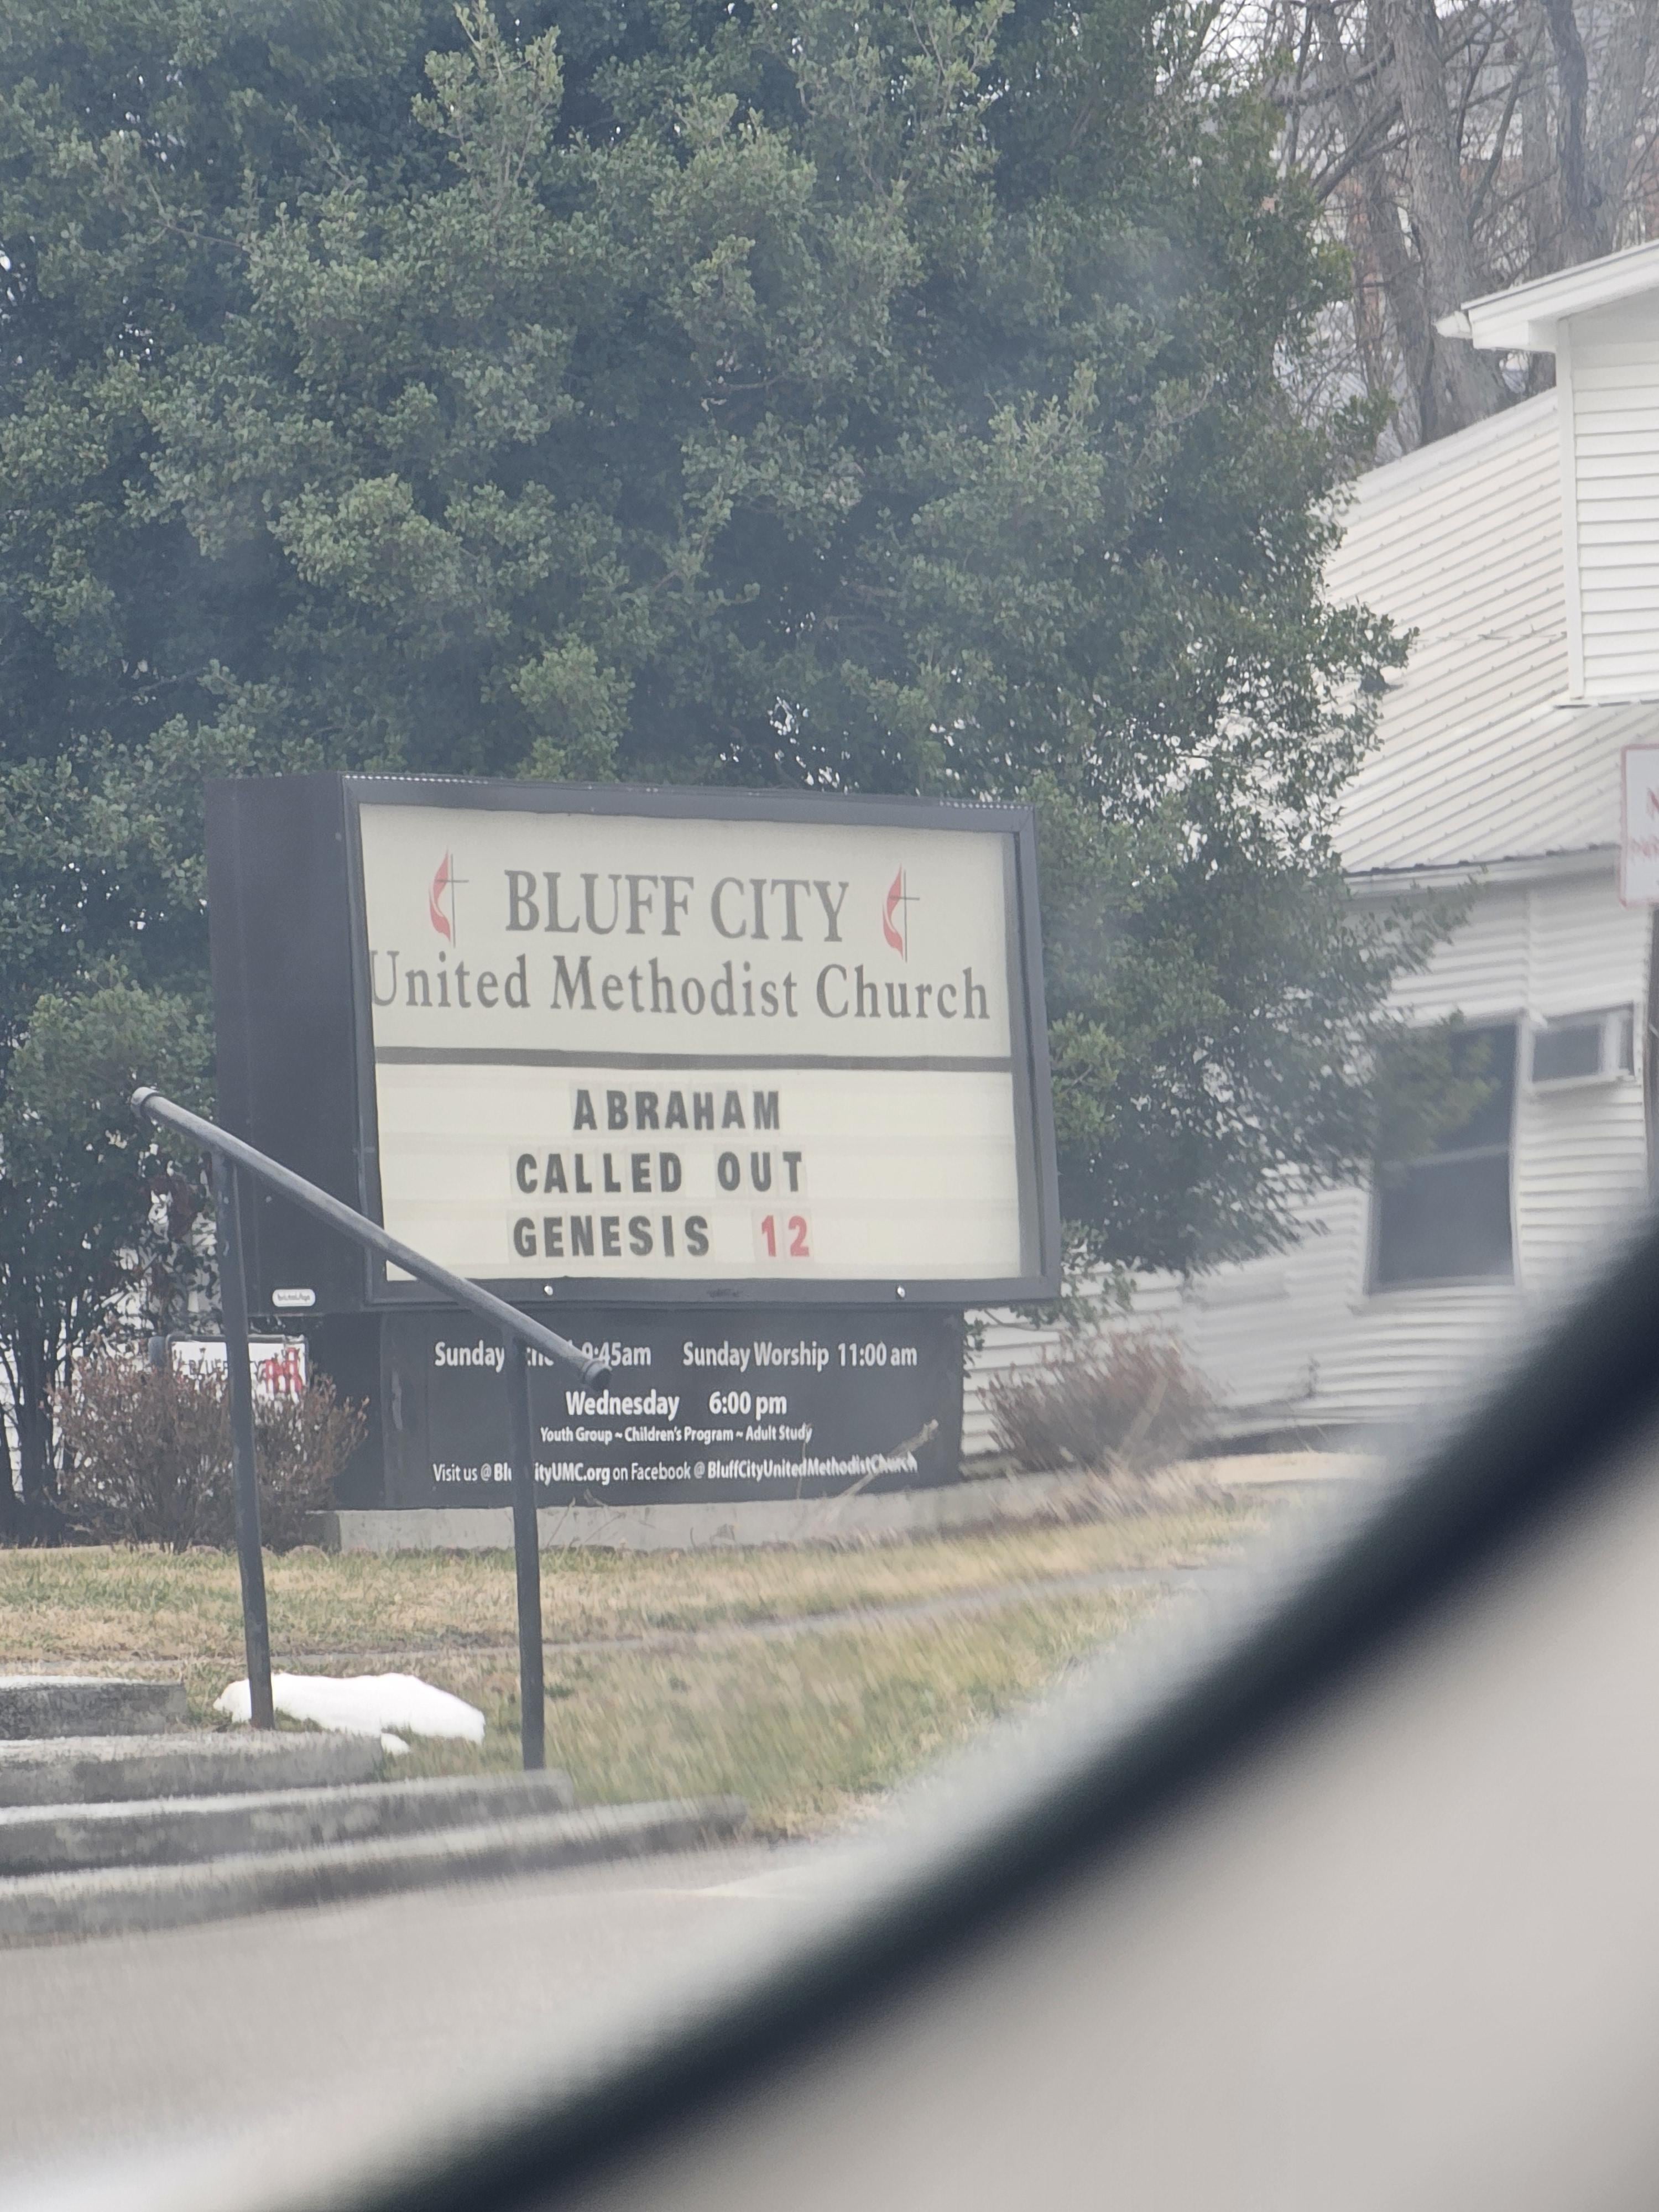 BLUFF CITY
United Methodist Church
ABRAHAM
CALLED OUT
GENESIS 12
Sunday 9:45am Sunday Worship 11:00 am
Wednesday 6:00 pm
Youth Group ~ Children's Program ~ Adult Study
Visit us @ on Facebook @ BluffCityUnitedMethodistChurch